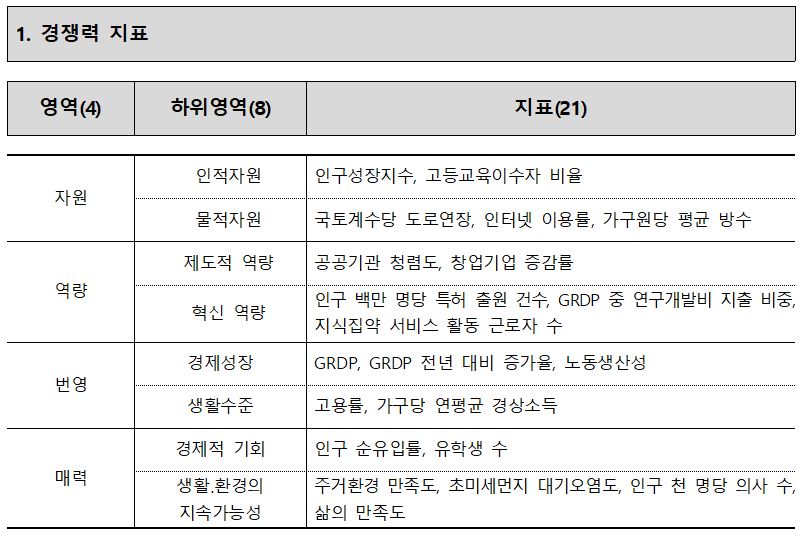 1. 경쟁력 지표
영역(4) 하위영역(8) 지표(21)
자원
인적자원 인구성장지수, 고등교육이수자 비율
물적자원 국토계수당 도로연장, 인터넷 이용률, 가구원당 평균 방수
역량
제도적 역량 공공기관 청렴도, 창업기업 증감률
혁신 역량 인구 백만 명당 특허 출원 건수, GRDP 중 연구개발비 지출 비중,
지식집약 서비스 활동 근로자 수
번영
경제성장 GRDP, GRDP 전년 대비 증가율, 노동생산성
생활수준 고용률, 가구당 연평균 경상소득
매력
경제적 기회 인구 순유입률, 유학생 수
생활.환경의 주거환경 만족도, 초미세먼지 대기오염도, 인구 천 명당 의사 수,
지속가능성 삶의 만족도